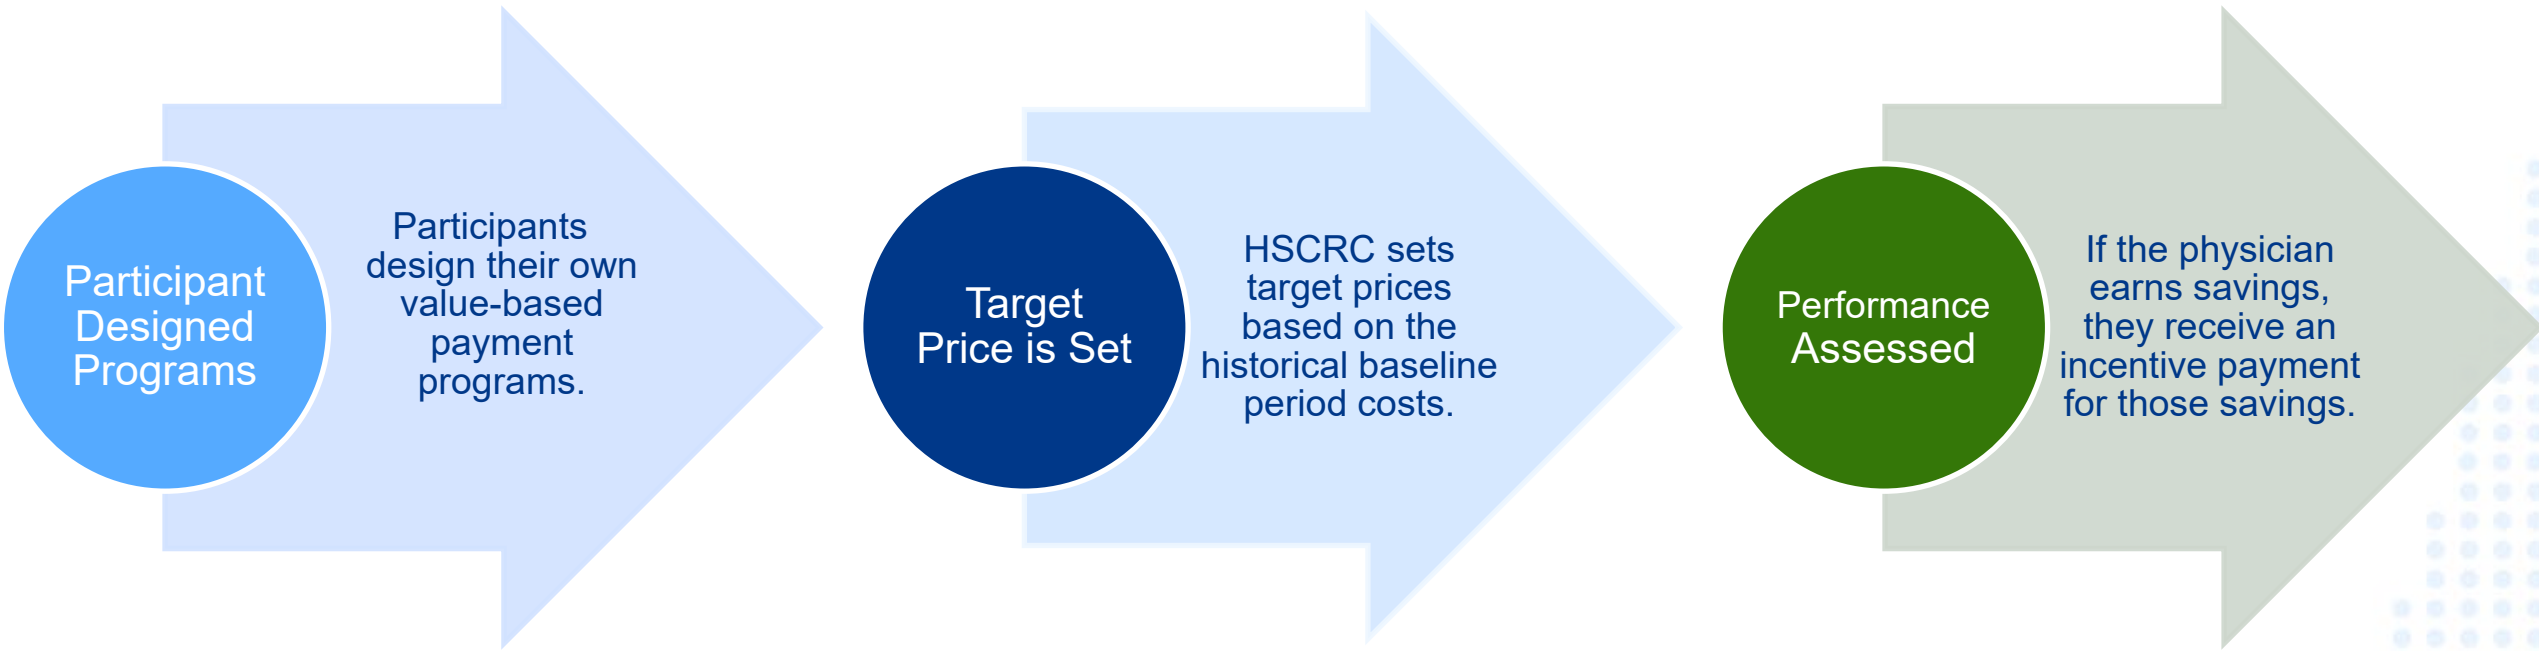 Participant
Designed
Programs
Participants
design their own
value-based
payment
programs.
Target
Price is Set
HSCRC sets
target prices
based on the
historical baseline
period costs.
Performance
Assessed
If the physician
earns savings,
they receive an
incentive payment
for those savings.